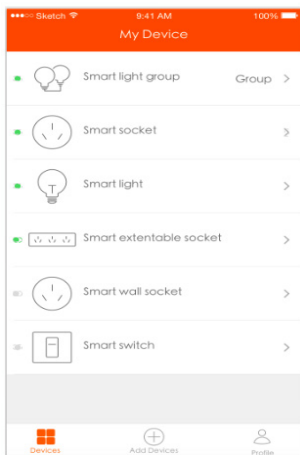 Sketch 9:41 AM 100%
My Device
Smart light group Group
Smart socket
Smart light
Smart extentable socket
Smart wall socket
Smart switch
Devices Add Devices Profile